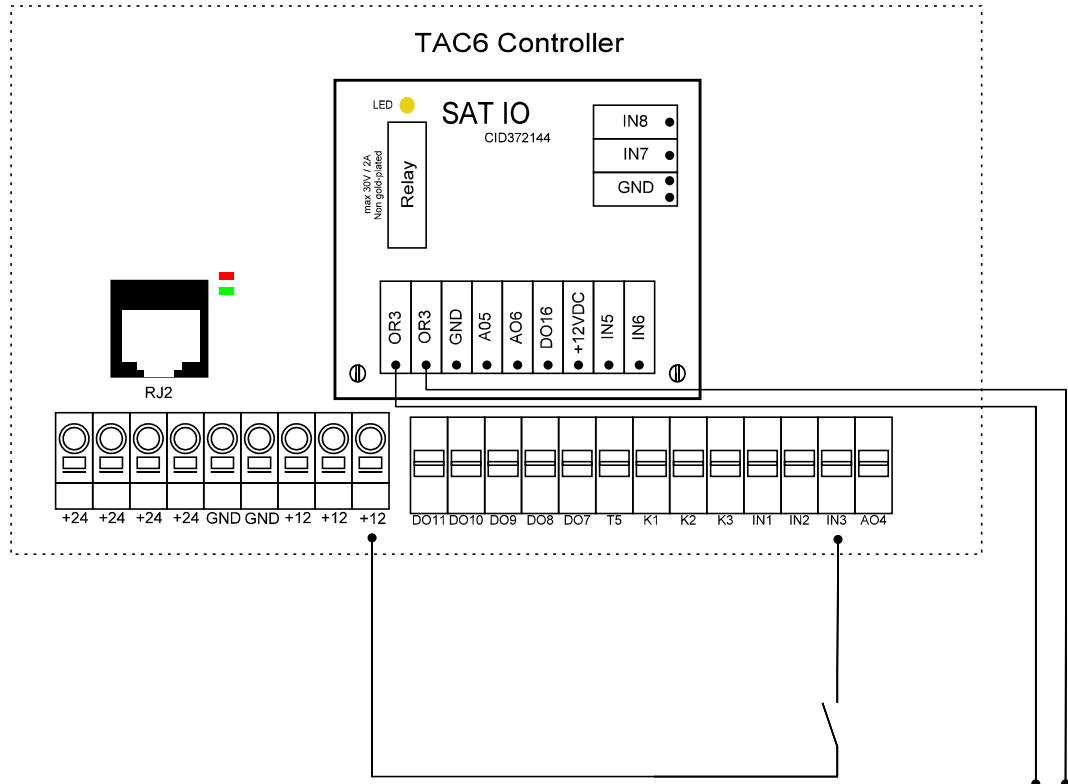 TAC6 Controller
LED
SAT IO
CID372144
max 30V / 2A
Non gold-plated
Relay
IN8
IN7
GND
OR3 OR3 GND A05 AO6 DO16 +12VDC IN5 IN6
RJ2
+24 +24 +24 +24 GND GND +12 +12 +12
DO11 DO10 DO9 DO8 DO7 T5 K1 K2 K3 IN1 IN2 IN3 AO4